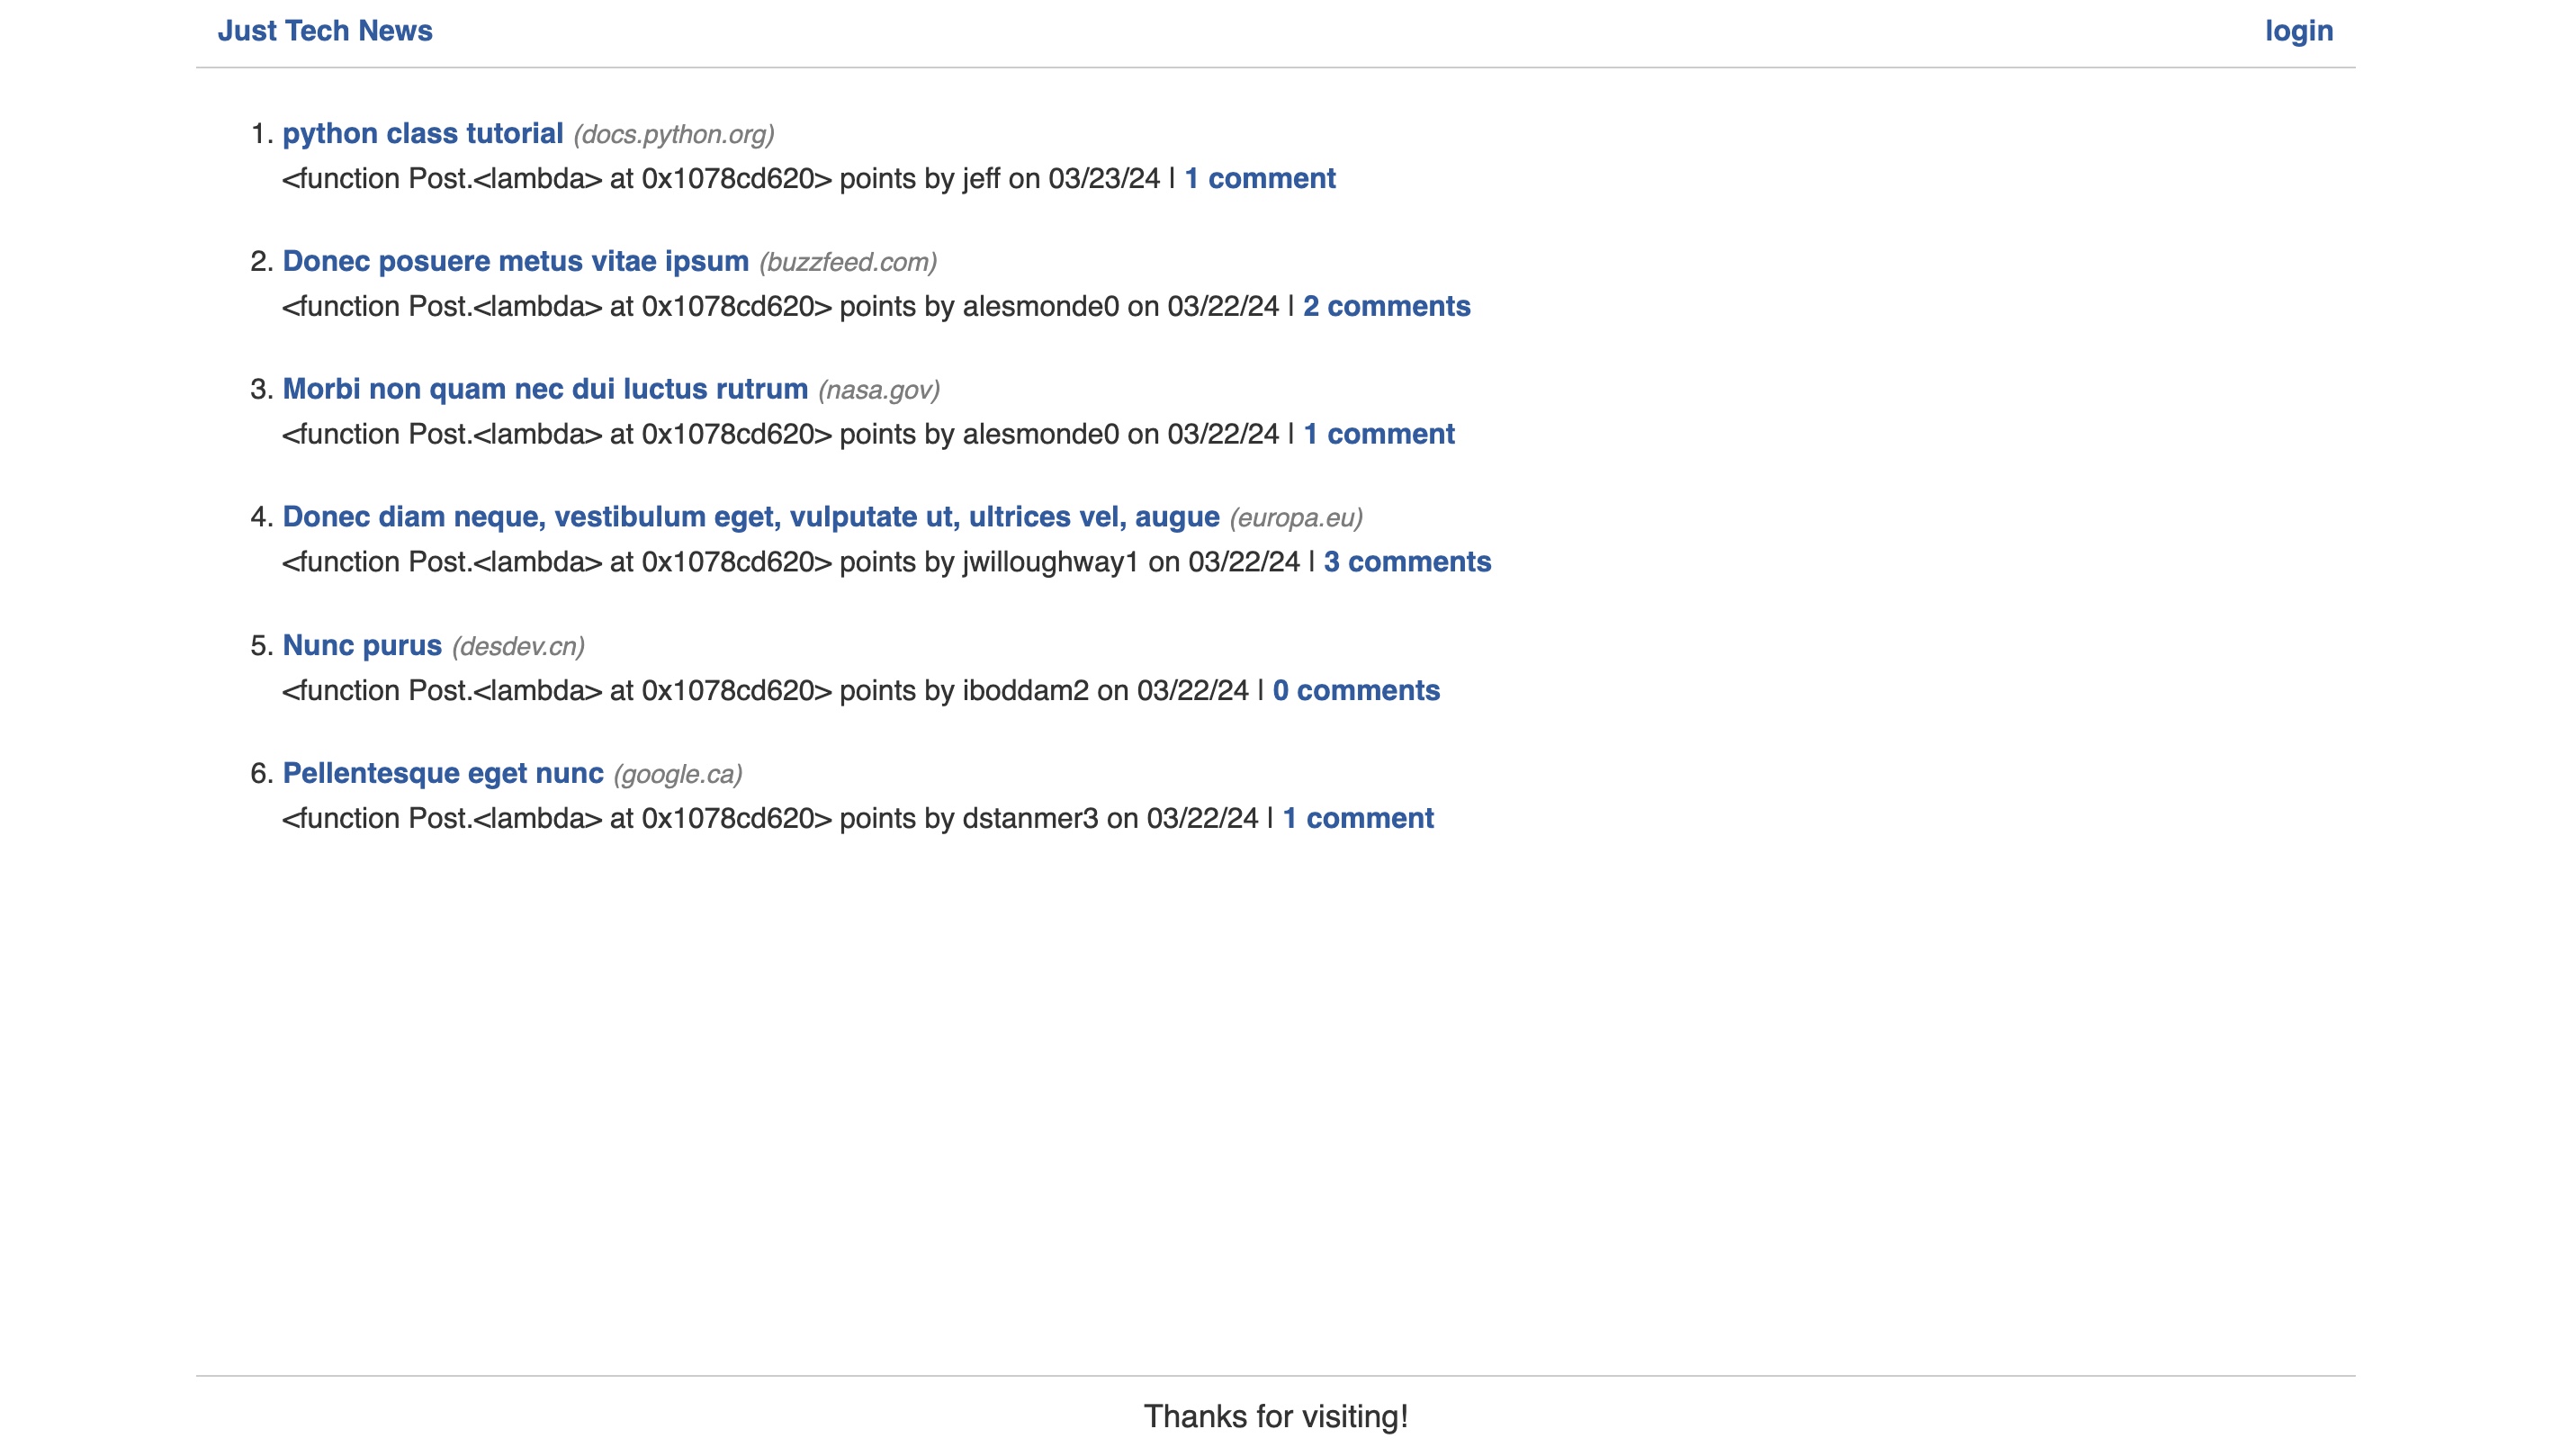 Just Tech News login
1. python class tutorial (docs.python.org)
<function Post.<lambda> at 0x1078cd620> points by jeff on 03/23/24 | 1 comment
2. Donec posuere metus vitae ipsum (buzzfeed.com)
<function Post.<lambda> at 0x1078cd620> points by alesmonde0 on 03/22/24 | 2 comments
3. Morbi non quam nec dui luctus rutrum (nasa.gov)
<function Post.<lambda> at 0x1078cd620> points by alesmonde0 on 03/22/24 | 1 comment
4. Donec diam neque, vestibulum eget, vulputate ut, ultrices vel, augue (europa.eu)
<function Post.<lambda> at 0x1078cd620> points by jwilloughway1 on 03/22/24 | 3 comments
5. Nunc purus (desdev.cn)
<function Post.<lambda> at 0x1078cd620> points by iboddam2 on 03/22/24 | 0 comments
6. Pellentesque eget nunc (google.ca)
<function Post.<lambda> at 0x1078cd620> points by dstanmer3 on 03/22/24 | 1 comment
Thanks for visiting!